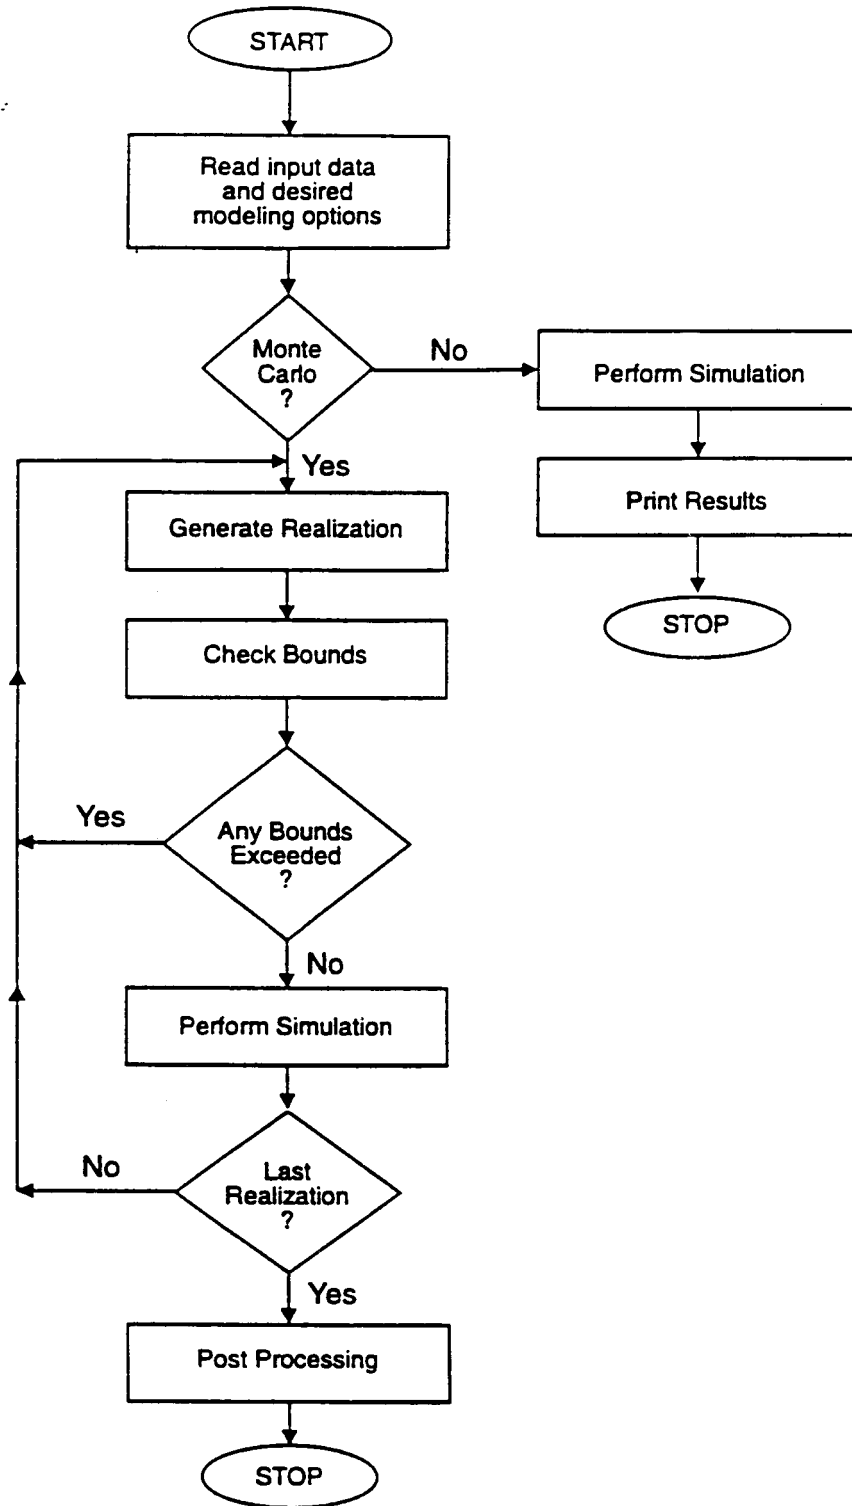 START
Read input data
and desired
modeling options
Monte
Carlo
?
No
Perform Simulation
Yes
Print Results
Generate Realization
STOP
Check Bounds
Yes
Any Bounds
Exceeded
?
No
Perform Simulation
No
Last
Realization
?
Yes
Post Processing
STOP